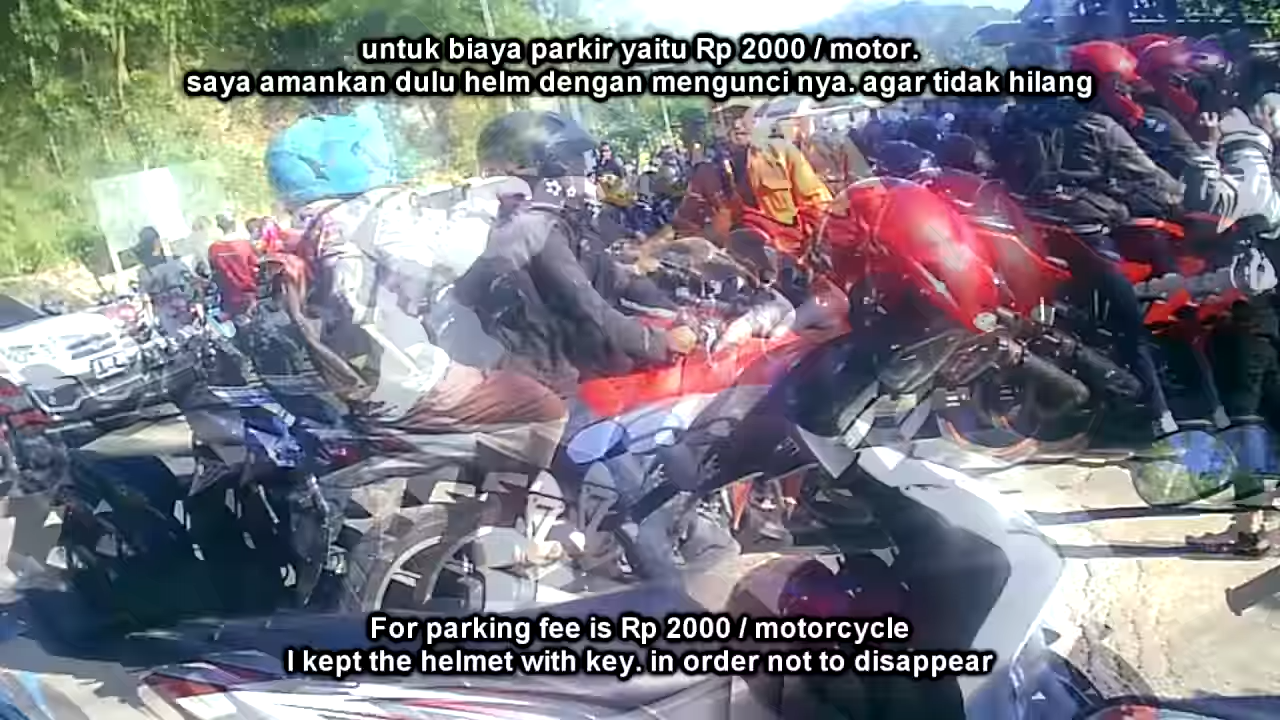 untuk biaya parkir yaitu Rp 2000 / motor.
saya amankan dulu helm dengan mengunci nya. agar tidak hilang
For parking fee is Rp 2000 / motorcycle
I kept the helmet with key. in order not to disappear